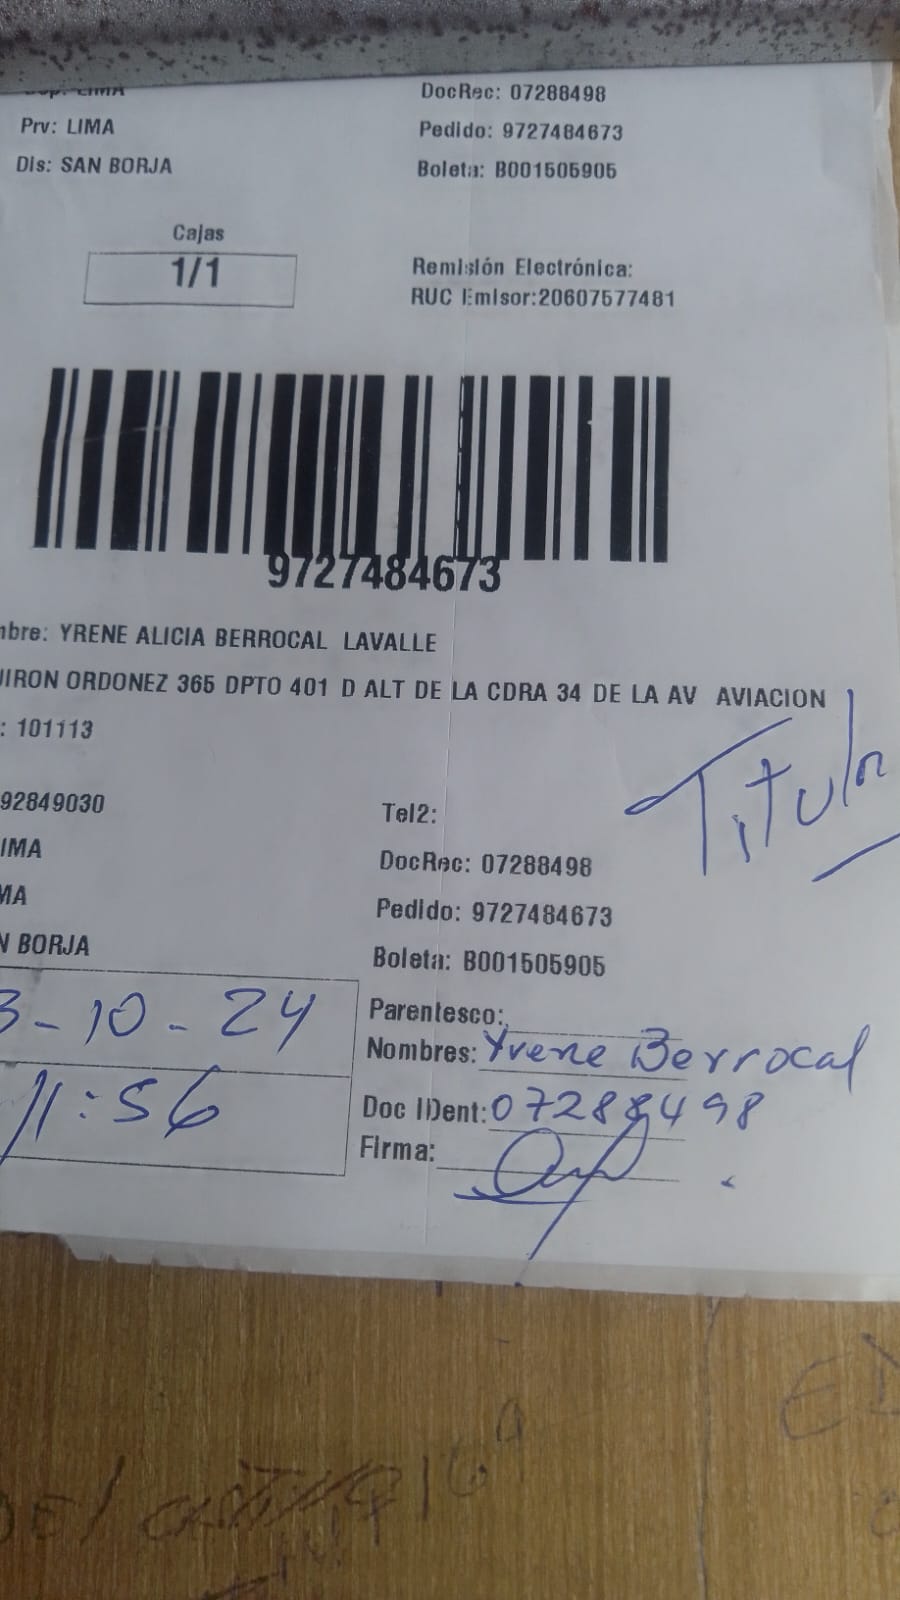 LIMA
DocRec: 07288498
Prv: LIMA
Pedido: 9727484673
Dis: SAN BORJA
Boleta: B001505905
Cajas
1/1
Remisión Electrónica:
RUC Emisor:20607577481
9727484673
mbre: YRENE ALICIA BERROCAL LAVALLE
JIRON ORDONEZ 365 DPTO 401 D ALT DE LA CDRA 34 DE LA AV AVIACION
: 101113
Titular
92849030
Tel2:
IMA
DocRec: 07288498
MA
Pedido: 9727484673
N BORJA
Boleta: B001505905
3-10-24
Parentesco:
Nombres: Yrene Berrocal
11:56
Doc IDent: 07288498
Firma: